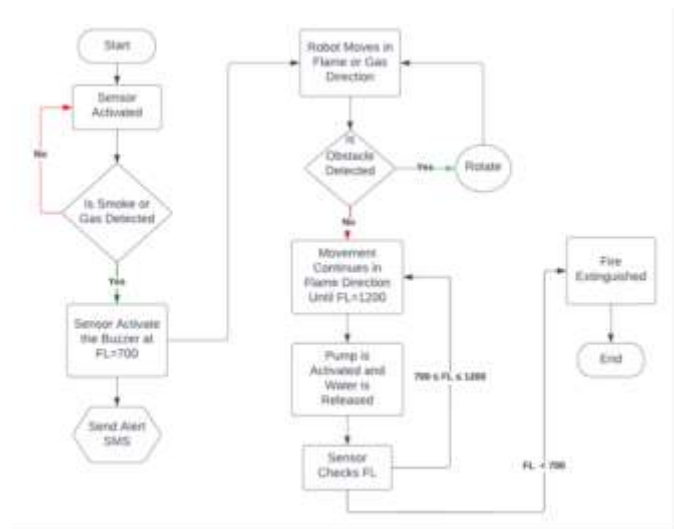 Start
Sensor
Activated
No
Is Smoke or
Gas Detected
Yes
Sensor Activate
the Buzzer at
FL=700
Send Alert
SMS
Robot Moves in
Flame or Gas
Direction
Is
Obstacle
Detected
Yes
Rotate
No
Movement
Continues in
Flame Direction
Until FL=1200
Pump is
Activated and
Water is
Released
700 ≤ FL ≤ 1200
Sensor
Checks FL
FL < 700
Fire
Extinguished
End